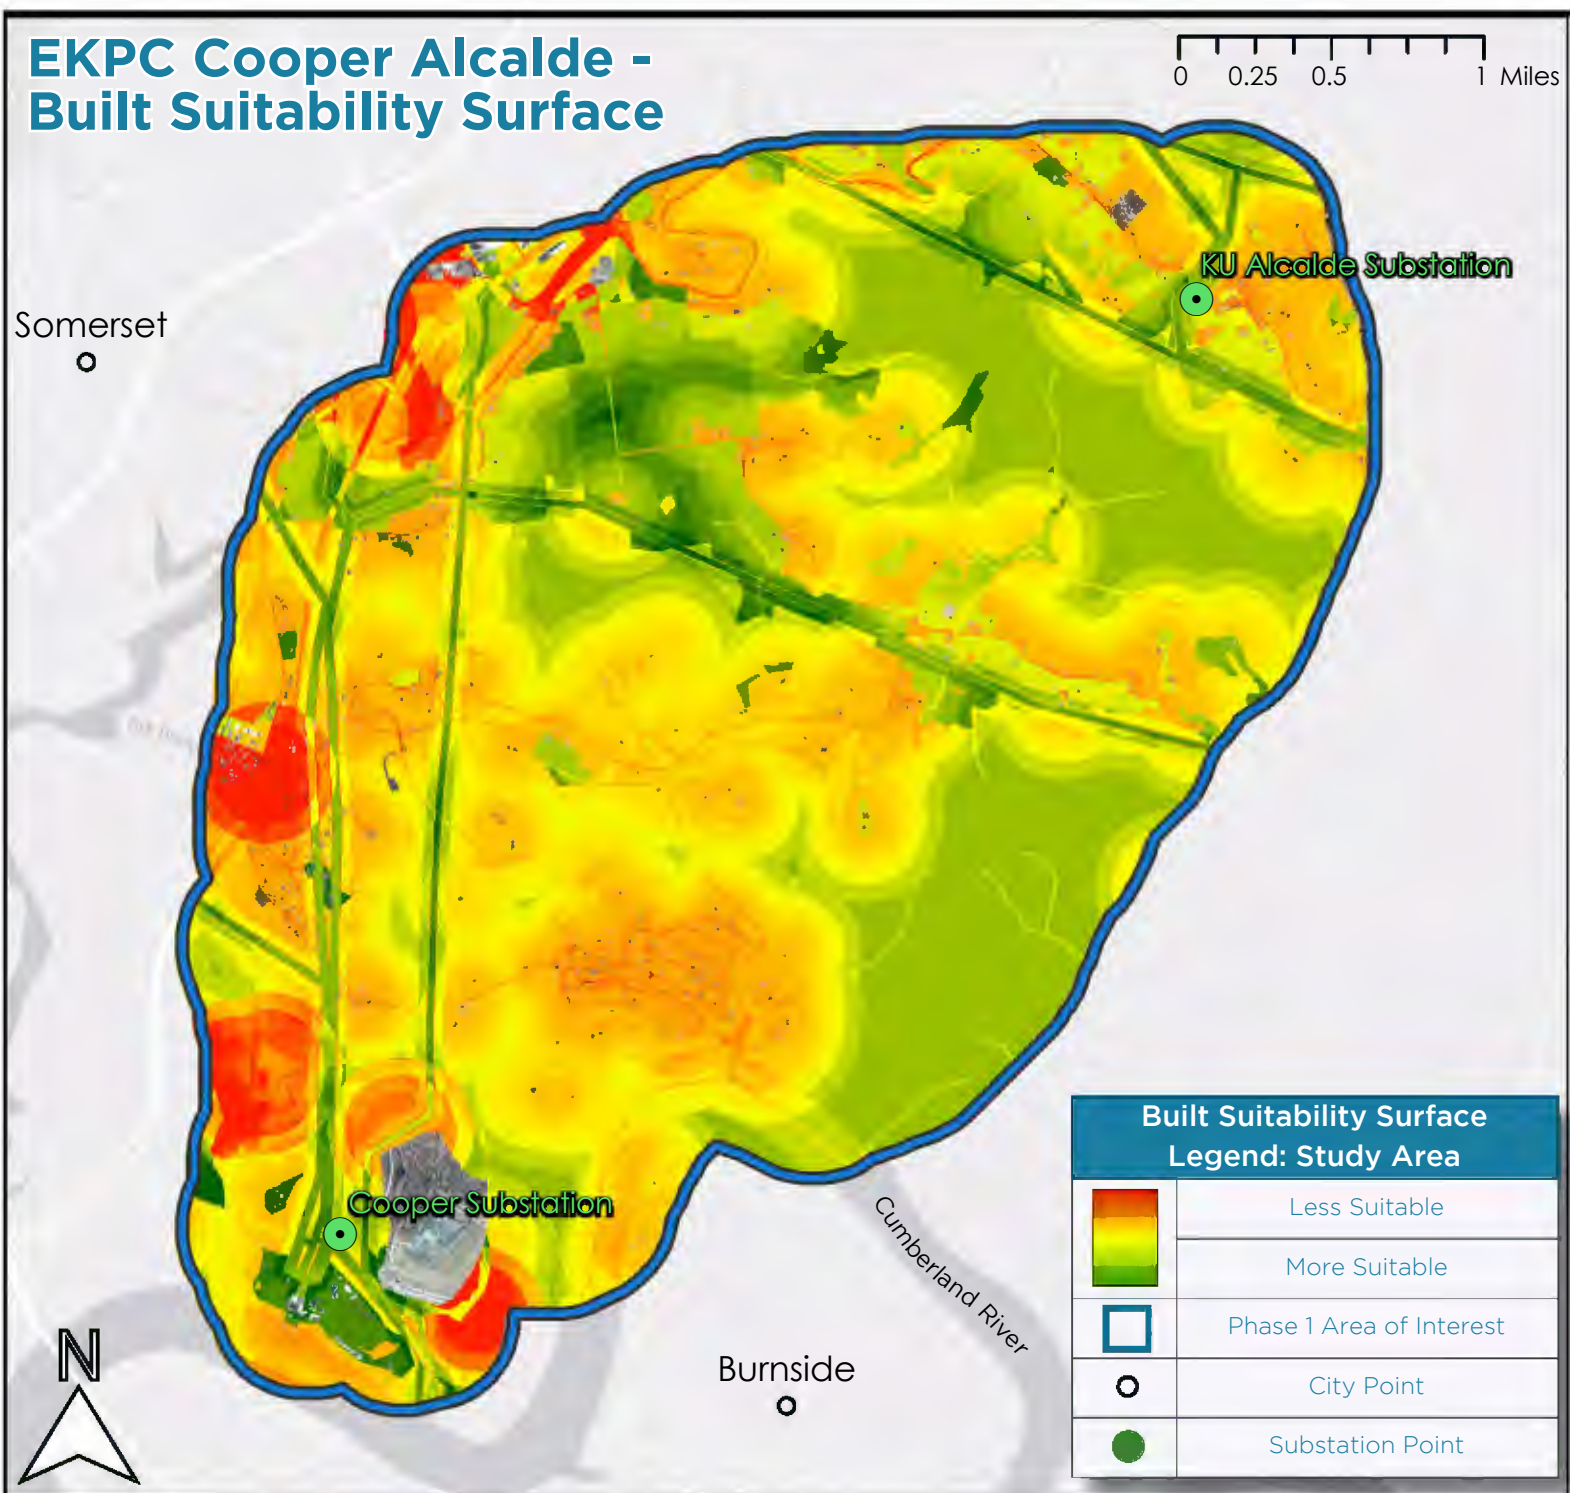 EKPC Cooper Alcalde -
Built Suitability Surface
0 0.25 0.5 1 Miles
KU Alcalde Substation
Somerset
Cooper Substation
Cumberland River
Burnside
N
Built Suitability Surface
Legend: Study Area
Less Suitable
More Suitable
Phase 1 Area of Interest
City Point
Substation Point